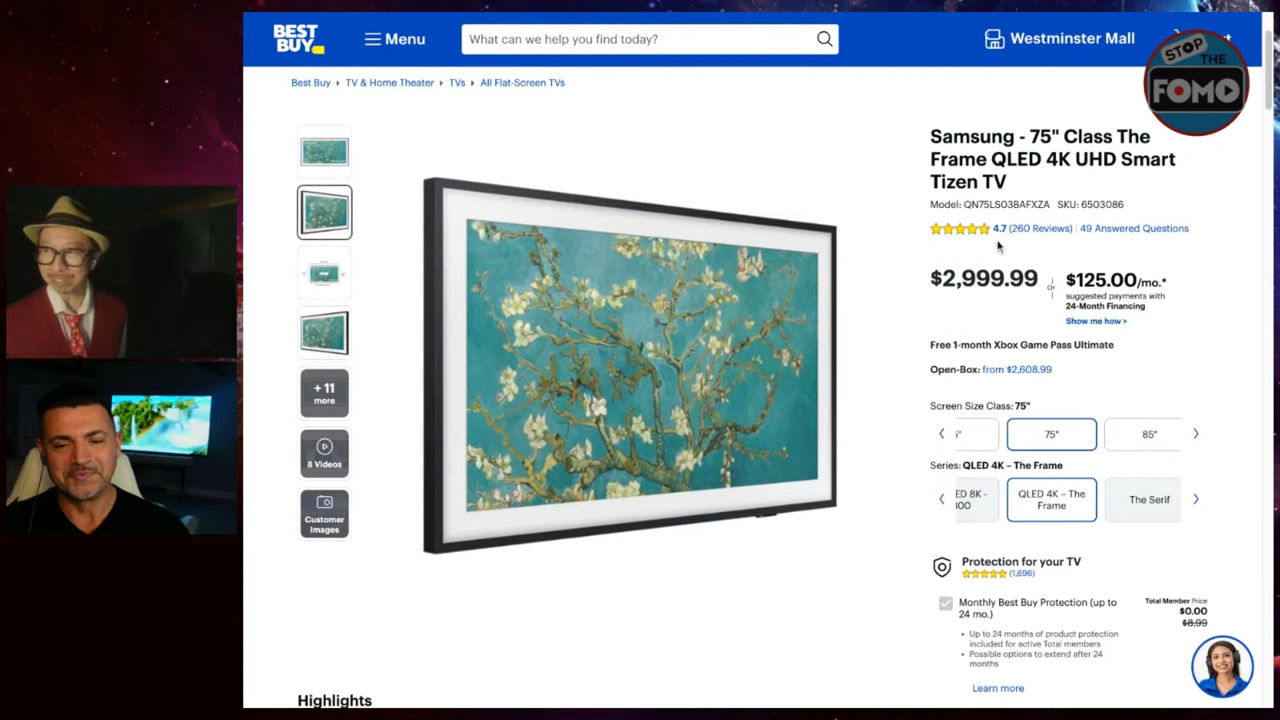 BEST
BUY
Menu
What can we help you find today?
Westminster Mall
STOP
THE
FOMO
Best Buy
TV & Home Theater
TVs
All Flat-Screen TVs
Samsung - 75" Class The
Frame QLED 4K UHD Smart
Tizen TV
Model: QN75LS03BAFXZA SKU: 6503086
4.7 (260 Reviews) | 49 Answered Questions
$2,999.99
Or
$125.00/mo.*
suggested payments with
24-Month Financing
Show me how >
Free 1-month Xbox Game Pass Ultimate
Open-Box: from $2,608.99
Screen Size Class: 75"
75"
85"
Series: QLED 4K – The Frame
ED 8K -
QLED 4K – The
Frame
The Serif
+ 11
more
8 Videos
Customer
Images
Protection for your TV
(1,696)
Monthly Best Buy Protection (up to
24 mo.)
Total Member Price
$0.00
$8.99
• Up to 24 months of product protection
included for active Total members
• Possible options to extend after 24
months
Learn more
Highlights